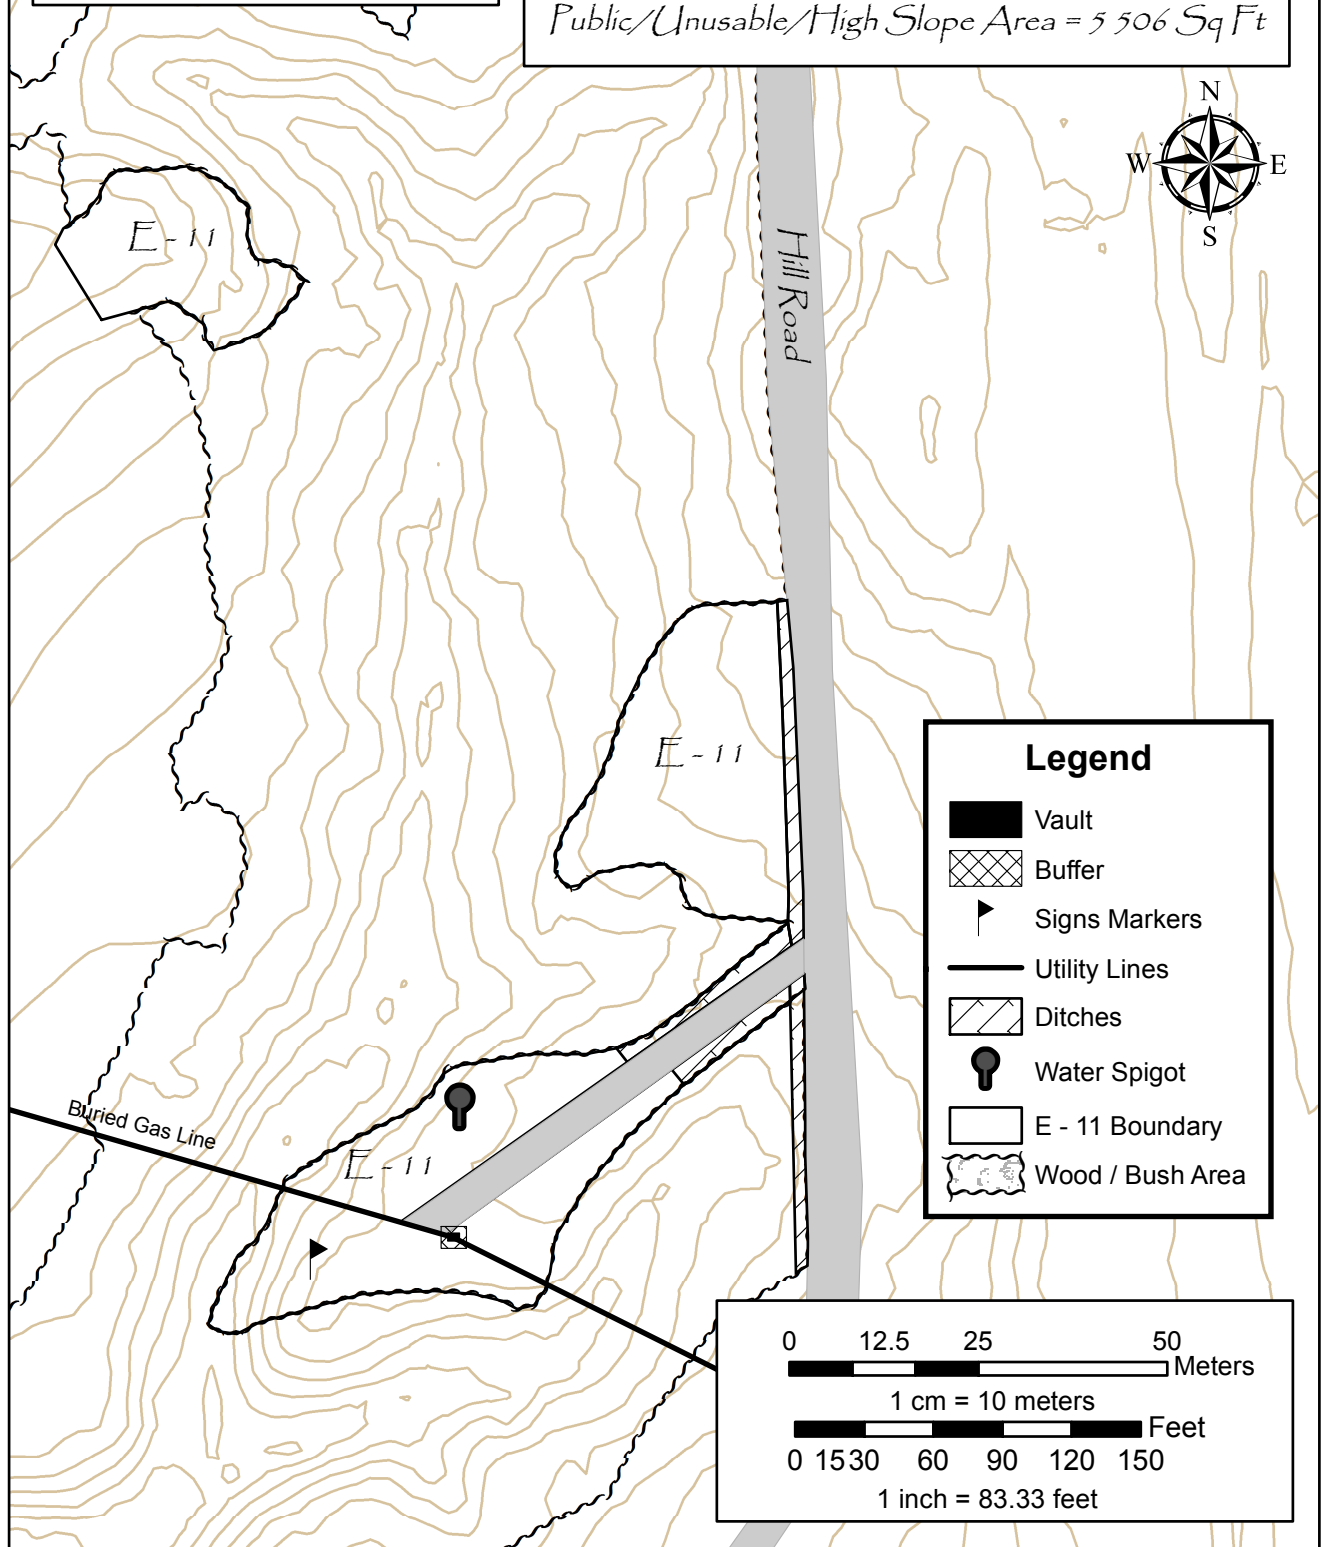 Public/Unusable/High Slope Area = 5 506 Sq Ft
N
W
E
S
E - 11
Hill Road
E - 11
Legend
Vault
Buffer
Signs Markers
Utility Lines
Ditches
Water Spigot
E - 11 Boundary
Wood / Bush Area
Buried Gas Line
E - 11
0 12.5 25 50
Meters
1 cm = 10 meters
Feet
0 15 30 60 90 120 150
1 inch = 83.33 feet